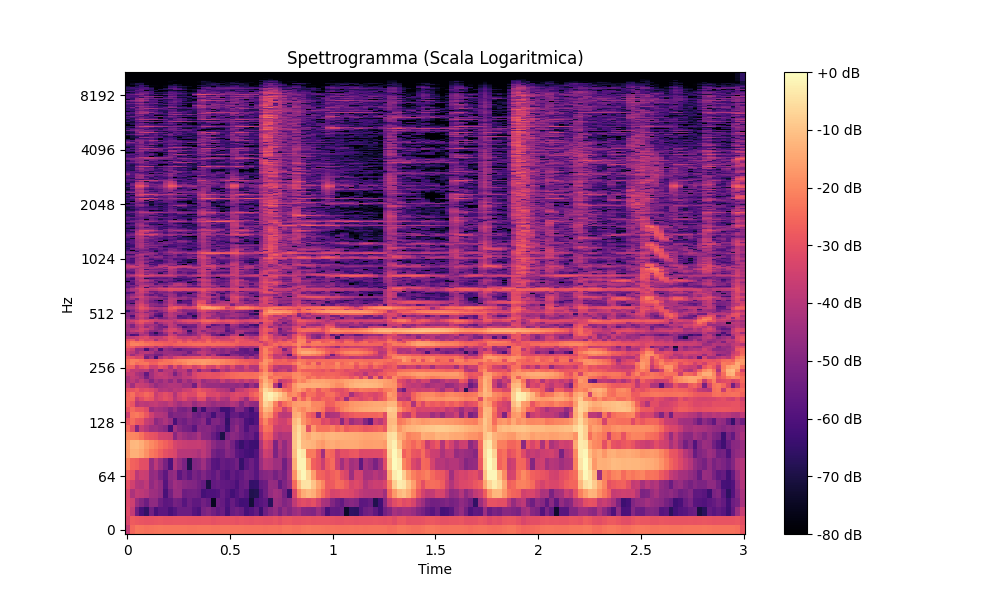 Spettrogramma (Scala Logaritmica)
Hz
8192
4096
2048
1024
512
256
128
64
0
0 0.5 1 1.5 2 2.5 3
Time
+0 dB
-10 dB
-20 dB
-30 dB
-40 dB
-50 dB
-60 dB
-70 dB
-80 dB